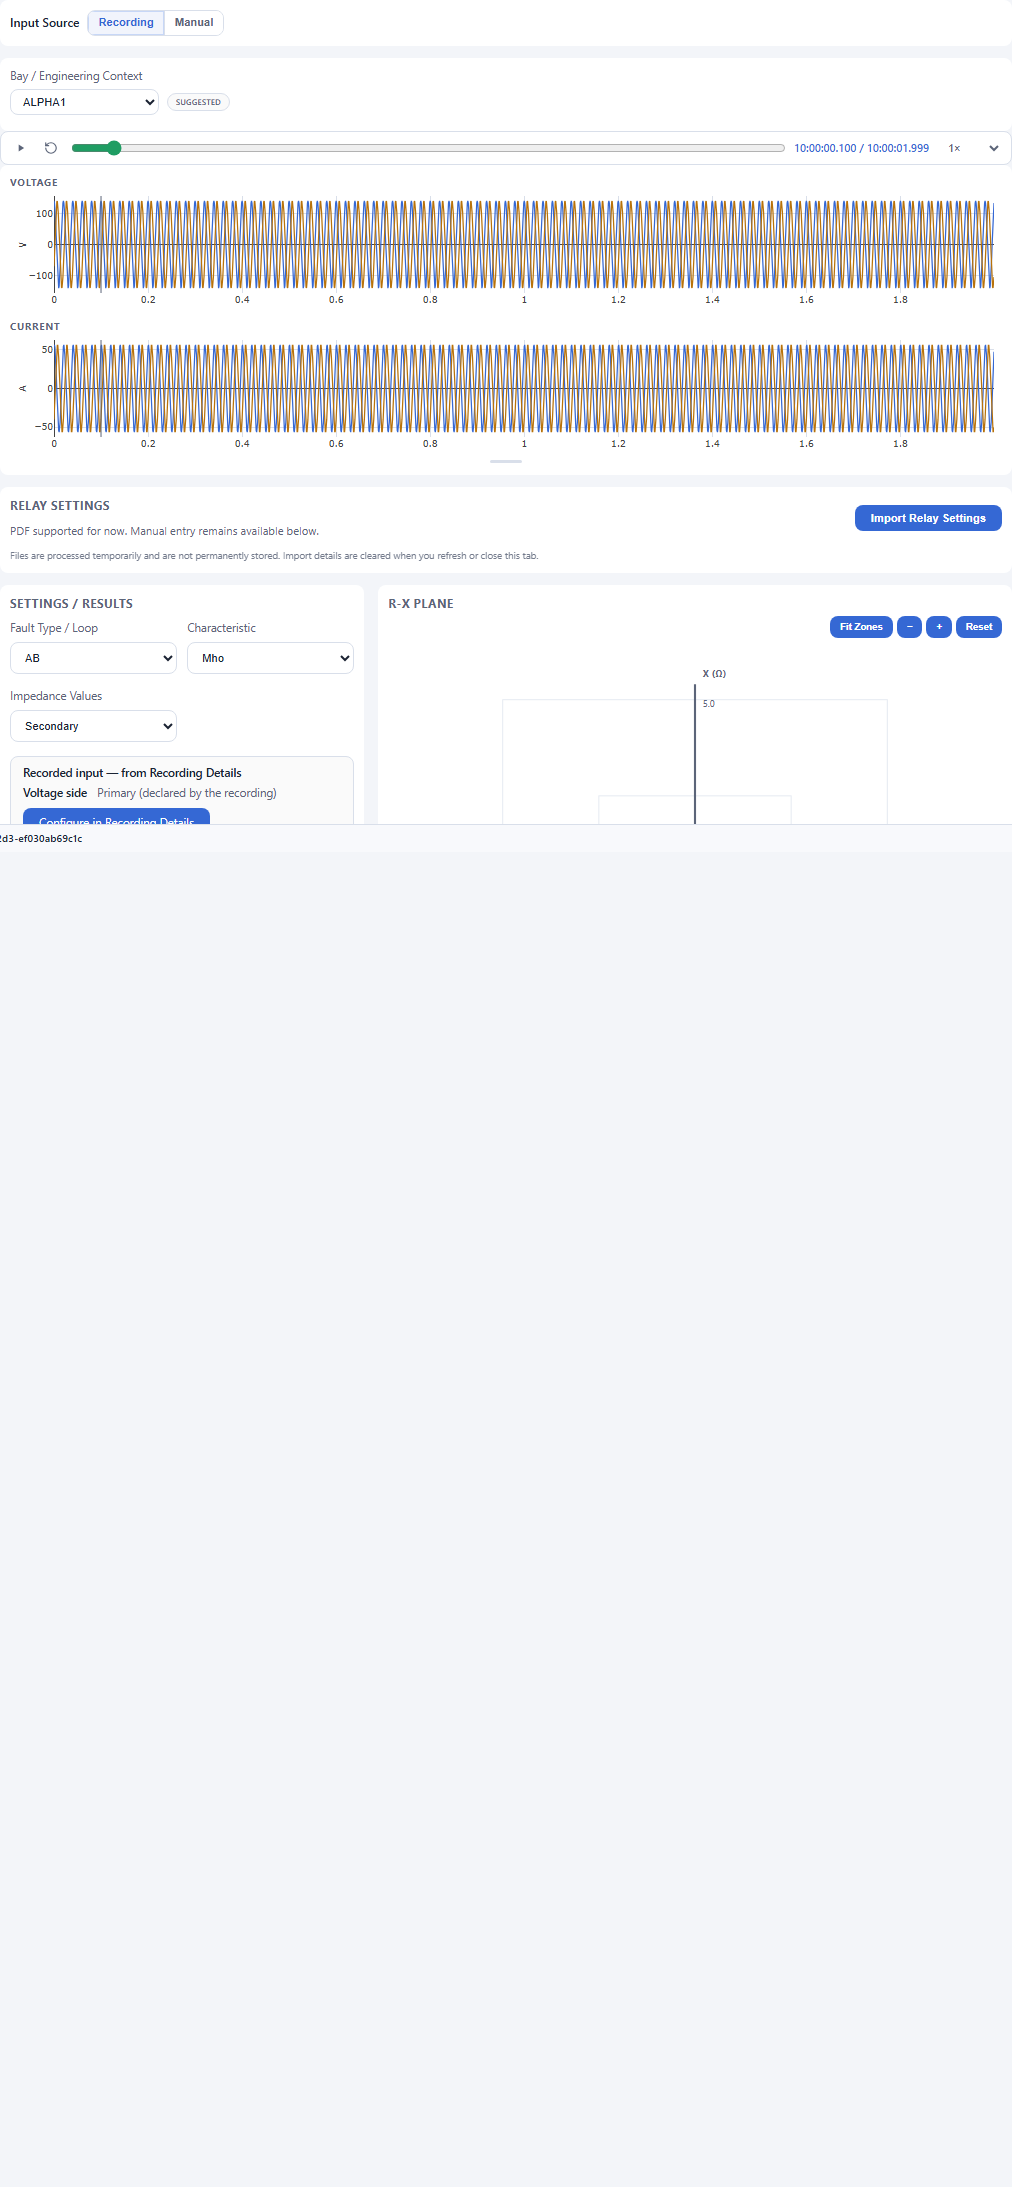 Input Source Recording Manual
Bay / Engineering Context
ALPHA1 SUGGESTED
10:00:00.100 / 10:00:01.999 1×
VOLTAGE
100
V 0
−100
0 0.2 0.4 0.6 0.8 1 1.2 1.4 1.6 1.8
CURRENT
50
A 0
−50
0 0.2 0.4 0.6 0.8 1 1.2 1.4 1.6 1.8
RELAY SETTINGS
Import Relay Settings
PDF supported for now. Manual entry remains available below.
Files are processed temporarily and are not permanently stored. Import details are cleared when you refresh or close this tab.
SETTINGS / RESULTS
Fault Type / Loop Characteristic
AB Mho
Impedance Values
Secondary
Recorded input — from Recording Details
Voltage side Primary (declared by the recording)
Configure in Recording Details
R-X PLANE
Fit Zones − + Reset
X (Ω)
5.0
2d3-ef030ab69c1c